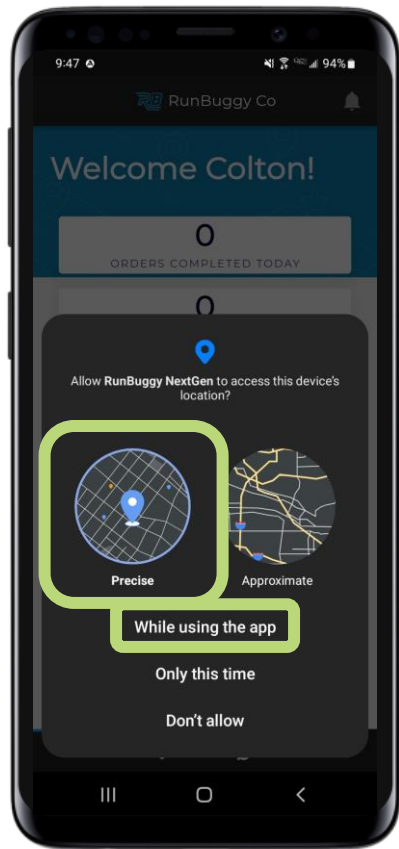 9:47 94%
RB RunBuggy Co
Welcome Colton!
0
ORDERS COMPLETED TODAY
0
Allow RunBuggy NextGen to access this device's
location?
Precise Approximate
While using the app
Only this time
Don't allow